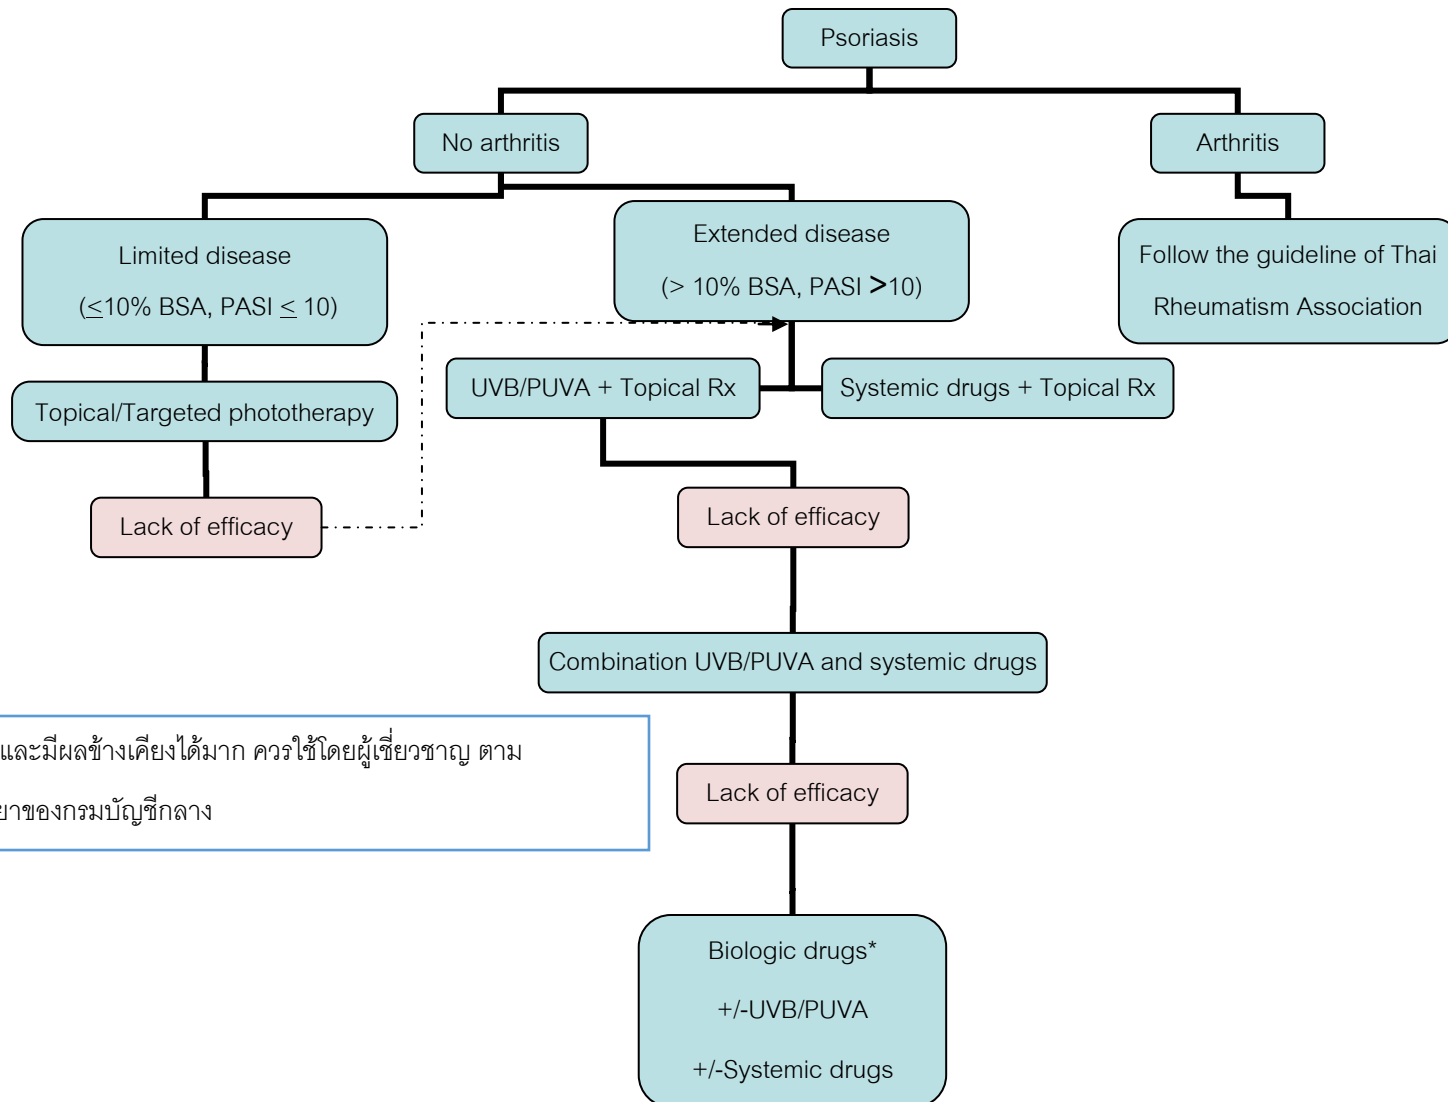 Psoriasis
No arthritis
Arthritis
Limited disease
(≤10% BSA, PASI ≤ 10)
Extended disease
(> 10% BSA, PASI >10)
Follow the guideline of Thai
Rheumatism Association
Topical/Targeted phototherapy
UVB/PUVA + Topical Rx
Systemic drugs + Topical Rx
Lack of efficacy
Lack of efficacy
Combination UVB/PUVA and systemic drugs
และมีผลข้างเคียงได้มาก ควรใช้โดยผู้เชี่ยวชาญ ตาม
ยาของกรมบัญชีกลาง
Lack of efficacy
Biologic drugs*
+/-UVB/PUVA
+/-Systemic drugs